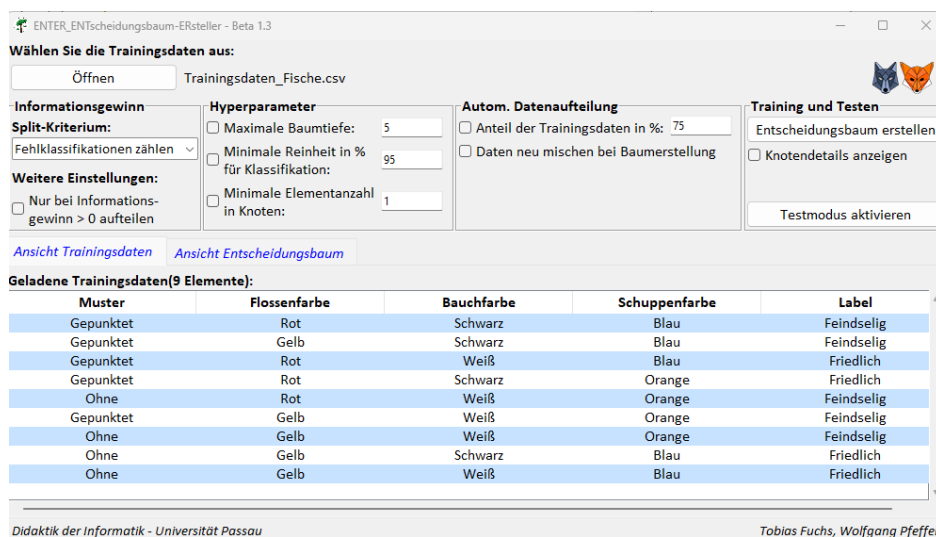 ENTER_ENTscheidungsbaum-ERsteller - Beta 1.3
Wählen Sie die Trainingsdaten aus:
Öffnen Trainingsdaten_Fische.csv
Informationsgewinn
Split-Kriterium:
Fehlklassifikationen zählen
Weitere Einstellungen:
Nur bei Informations-
gewinn > 0 aufteilen
Hyperparameter
Maximale Baumtiefe: 5
Minimale Reinheit in %
für Klassifikation: 95
Minimale Elementanzahl
in Knoten: 1
Autom. Datenaufteilung
Anteil der Trainingsdaten in %: 75
Daten neu mischen bei Baumerstellung
Training und Testen
Entscheidungsbaum erstellen
Knotendetails anzeigen
Testmodus aktivieren
Ansicht Trainingsdaten Ansicht Entscheidungsbaum
Geladene Trainingsdaten(9 Elemente):
Muster Flossenfarbe Bauchfarbe Schuppenfarbe Label
Gepunktet Rot Schwarz Blau Feindselig
Gepunktet Gelb Schwarz Blau Feindselig
Gepunktet Rot Weiß Blau Friedlich
Gepunktet Rot Schwarz Orange Friedlich
Ohne Rot Weiß Orange Feindselig
Gepunktet Gelb Weiß Orange Feindselig
Ohne Gelb Weiß Orange Feindselig
Ohne Gelb Schwarz Blau Friedlich
Ohne Gelb Weiß Blau Friedlich
Didaktik der Informatik - Universität Passau Tobias Fuchs, Wolfgang Pfeffer